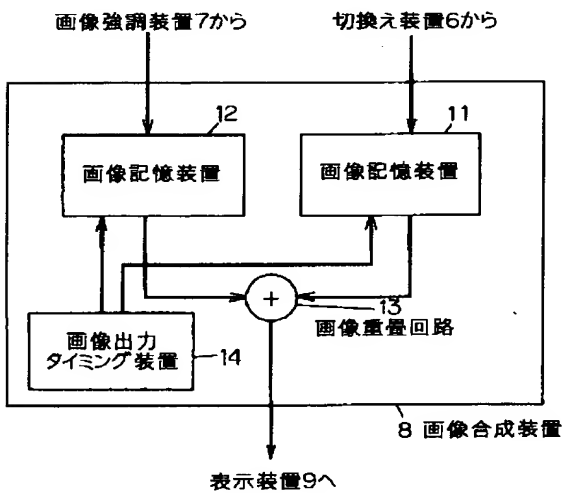 画像強調装置7から
切換え装置6から
12
11
画像記憶装置
画像記憶装置
13
画像重畳回路
画像出力
タイミング装置
14
8 画像合成装置
表示装置9へ